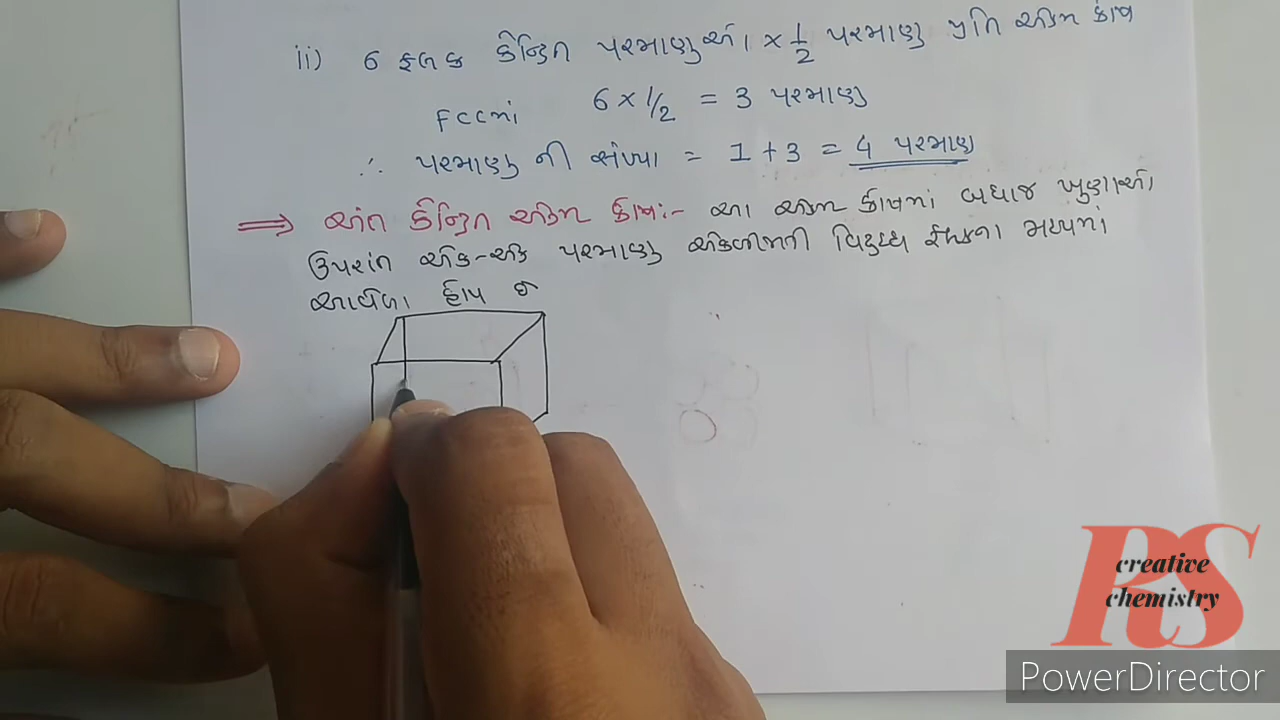 ii) 6 ફલક કેન્દ્રિત પરમાણુઓ × 1/2 પરમાણુ પ્રતિ એકમ કોષ
FCCમાં 6 × 1/2 = 3 પરમાણુ
∴ પરમાણુ ની સંખ્યા = 1 + 3 = 4 પરમાણુ
⇒ અંત કેન્દ્રિત એકમ કોષ:- આ એકમ કોષમાં બધાજ ખુણાઓ
ઉપરાંત એક-એક પરમાણુ એકબીજાની વિરુધ્ધ ફલકના મધ્યમાં
આવેલા હોય છે
RS
creative
chemistry
PowerDirector